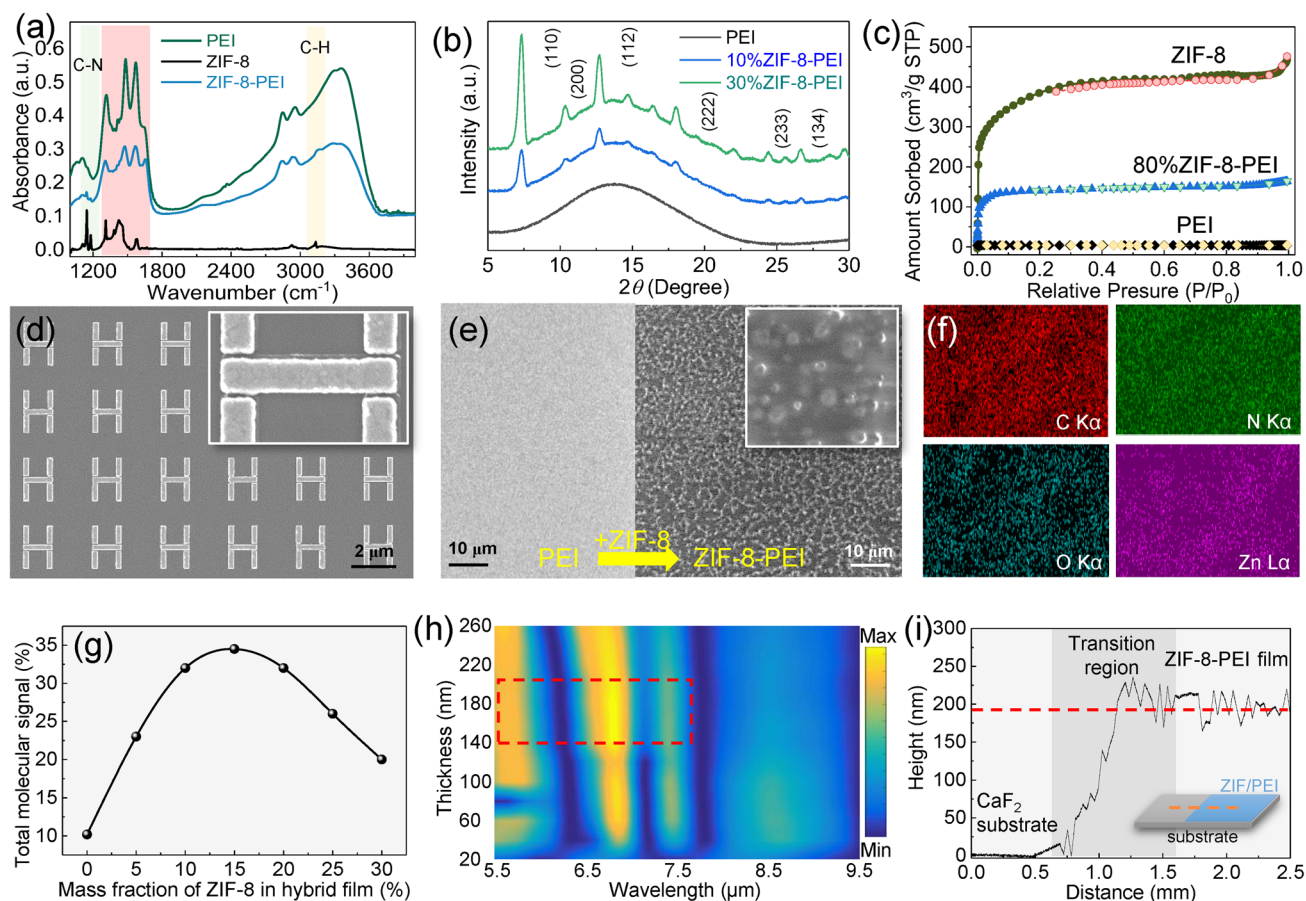 (a)
PEI
ZIF-8
ZIF-8-PEI
C-N
C-H
0.6
0.5
0.4
0.3
0.2
0.1
0.0
Absorbance (a.u.)
1200 2400 3000 3600
Wavenumber (cm-1)
(b)
PEI
10%ZIF-8-PEI
30%ZIF-8-PEI
(110)
(200)
(112)
(222)
(233)
(134)
Intensity (a.u.)
5 10 15 20 25 30
2θ (Degree)
(c)
ZIF-8
80%ZIF-8-PEI
PEI
500
400
300
200
100
0
Amount Sorbed (cm3/g STP)
0.0 0.2 0.4 0.6 0.8 1.0
Relative Presure (P/P0)
(d)
2 μm
(e)
10 μm
PEI
+ZIF-8
ZIF-8-PEI
10 μm
(f)
C Kα
N Kα
O Kα
Zn Lα
(g)
35
30
25
20
15
10
Total molecular signal (%)
0 5 10 15 20 25 30
Mass fraction of ZIF-8 in hybrid film (%)
(h)
260
220
180
140
100
60
20
Thickness (nm)
5.5 6.5 7.5 8.5 9.5
Wavelength (μm)
Max
Min
(i)
300
250
200
150
100
50
0
Height (nm)
Transition
region
ZIF-8-PEI film
CaF2
substrate
ZIF/PEI
substrate
0.0 0.5 1.0 1.5 2.0 2.5
Distance (mm)